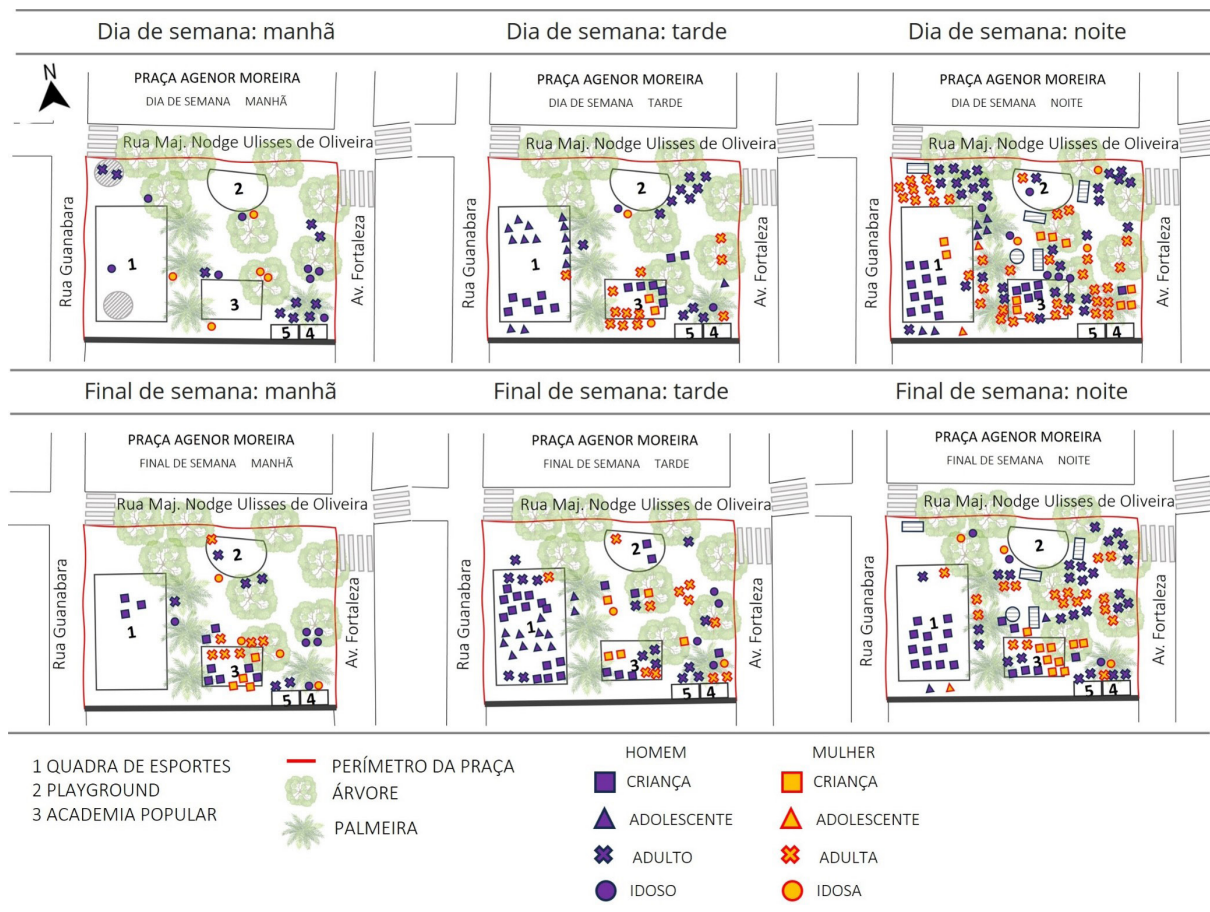 Dia de semana: manhã
Dia de semana: tarde
Dia de semana: noite
N
PRAÇA AGENOR MOREIRA
DIA DE SEMANA MANHÃ
Rua Maj. Nodge Ulisses de Oliveira
Rua Guanabara
Av. Fortaleza
1
2
3
5 4
PRAÇA AGENOR MOREIRA
DIA DE SEMANA TARDE
Rua Maj. Nodge Ulisses de Oliveira
Rua Guanabara
Av. Fortaleza
1
2
3
5 4
PRAÇA AGENOR MOREIRA
DIA DE SEMANA NOITE
Rua Maj. Nodge Ulisses de Oliveira
Rua Guanabara
Av. Fortaleza
1
2
3
5 4
Final de semana: manhã
Final de semana: tarde
Final de semana: noite
PRAÇA AGENOR MOREIRA
FINAL DE SEMANA MANHÃ
Rua Maj. Nodge Ulisses de Oliveira
Rua Guanabara
Av. Fortaleza
1
2
3
5 4
PRAÇA AGENOR MOREIRA
FINAL DE SEMANA TARDE
Rua Maj. Nodge Ulisses de Oliveira
Rua Guanabara
Av. Fortaleza
1
2
3
5 4
PRAÇA AGENOR MOREIRA
FINAL DE SEMANA NOITE
Rua Maj. Nodge Ulisses de Oliveira
Rua Guanabara
Av. Fortaleza
1
2
3
5 4
1 QUADRA DE ESPORTES
2 PLAYGROUND
3 ACADEMIA POPULAR
PERÍMETRO DA PRAÇA
ÁRVORE
PALMEIRA
HOMEM
CRIANÇA
ADOLESCENTE
ADULTO
IDOSO
MULHER
CRIANÇA
ADOLESCENTE
ADULTA
IDOSA